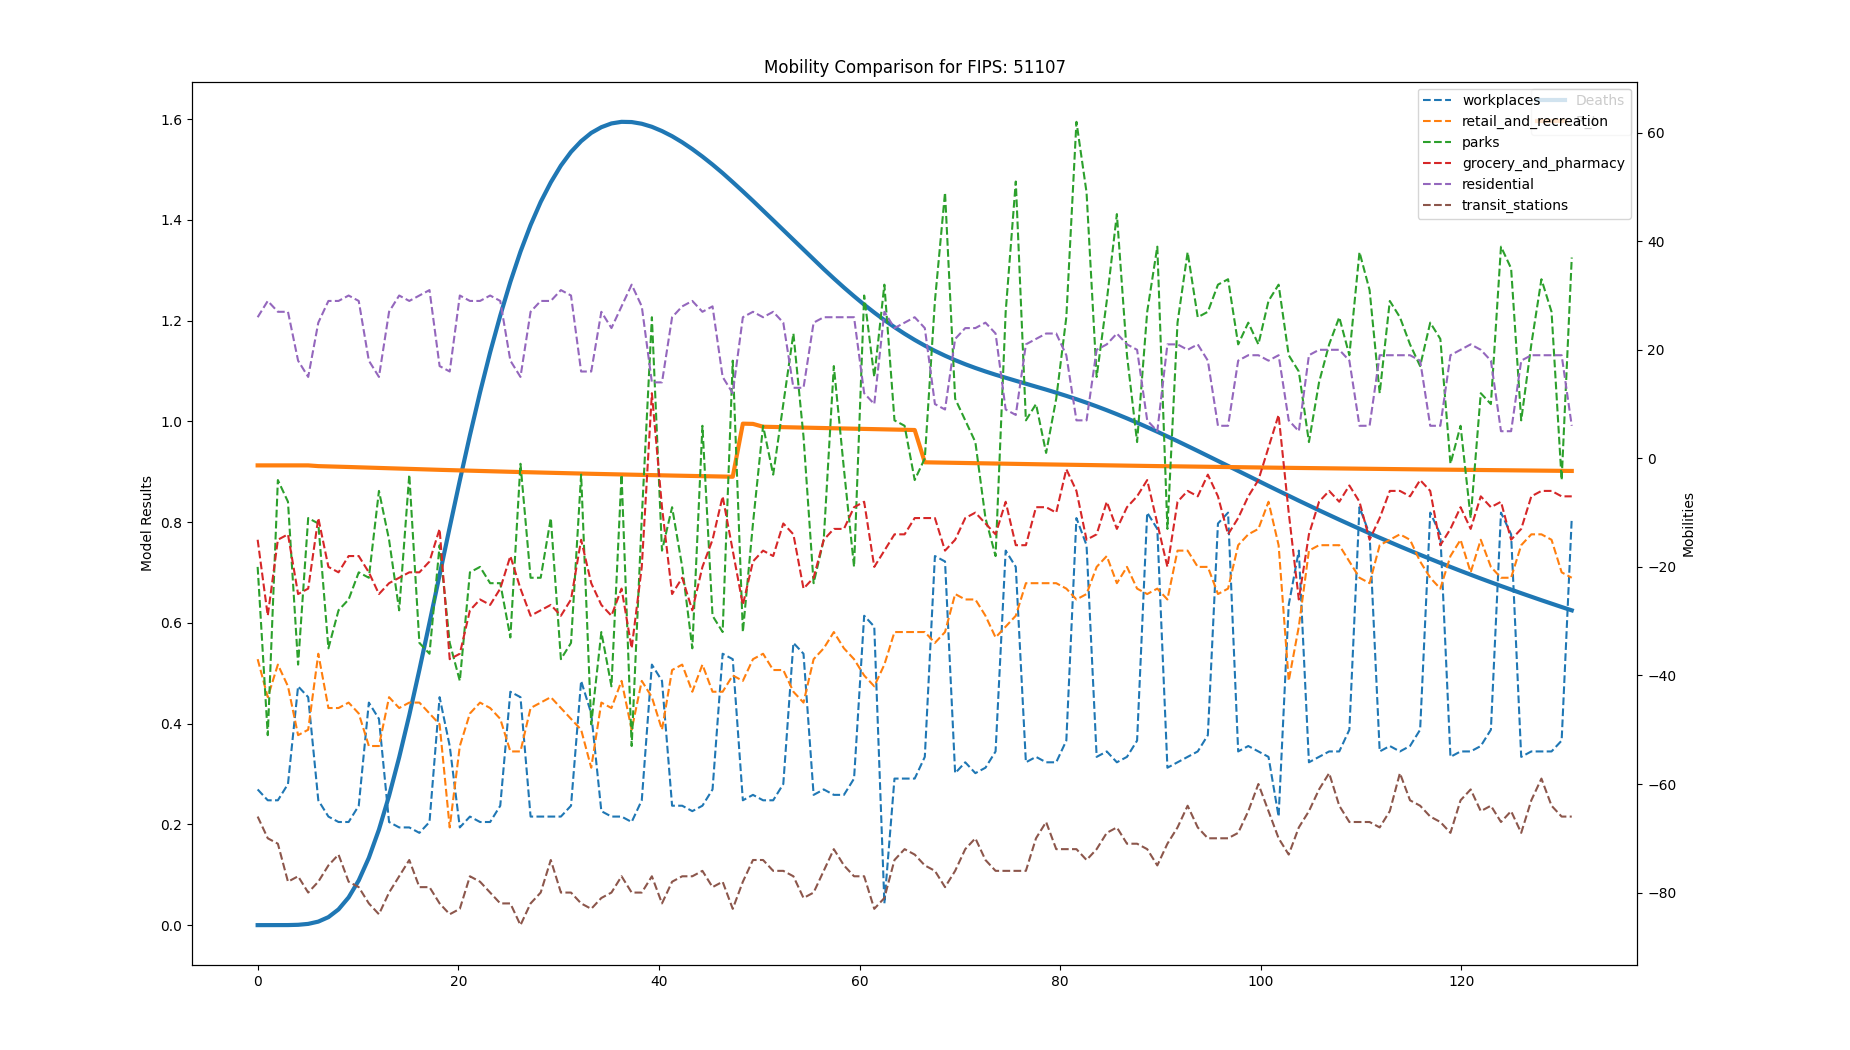 Mobility Comparison for FIPS: 51107
Model Results
1.6
1.4
1.2
1.0
0.8
0.6
0.4
0.2
0.0
0
20
40
60
80
100
120
60
40
20
0
−20
−40
−60
−80
Mobilities
workplaces
retail_and_recreation
parks
grocery_and_pharmacy
residential
transit_stations
Deaths